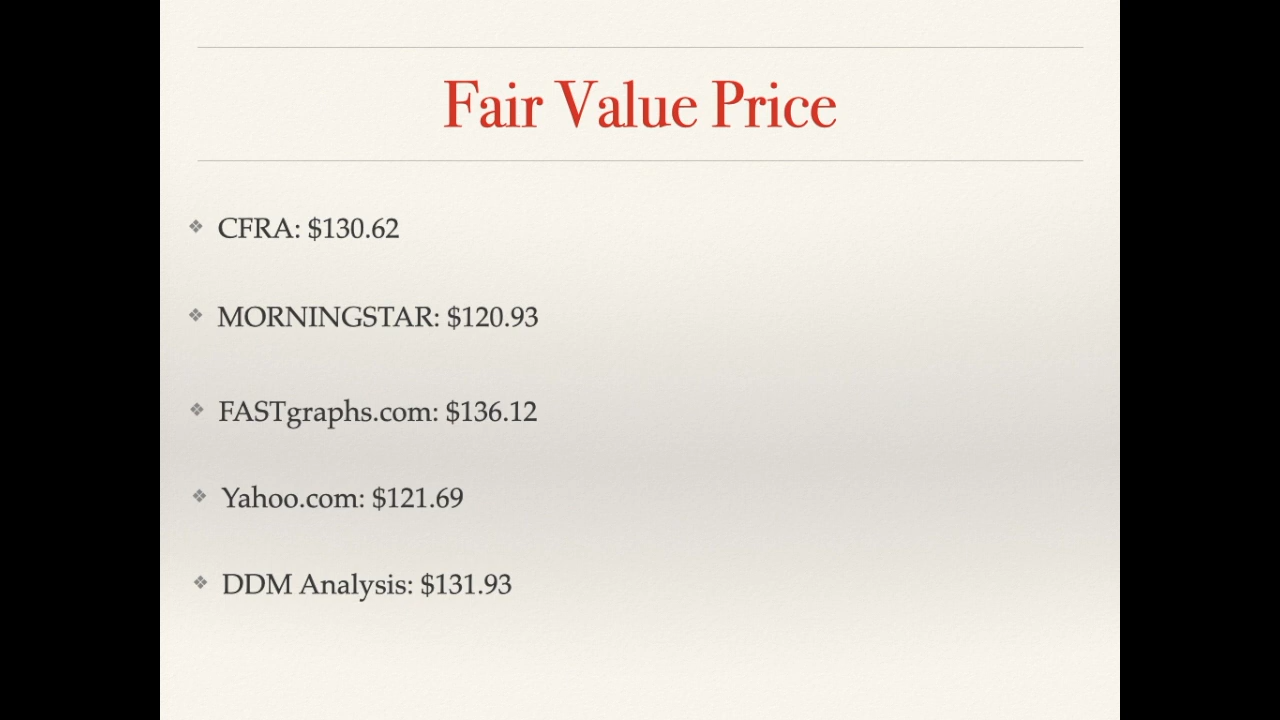 Fair Value Price
CFRA: $130.62
MORNINGSTAR: $120.93
FASTgraphs.com: $136.12
Yahoo.com: $121.69
DDM Analysis: $131.93